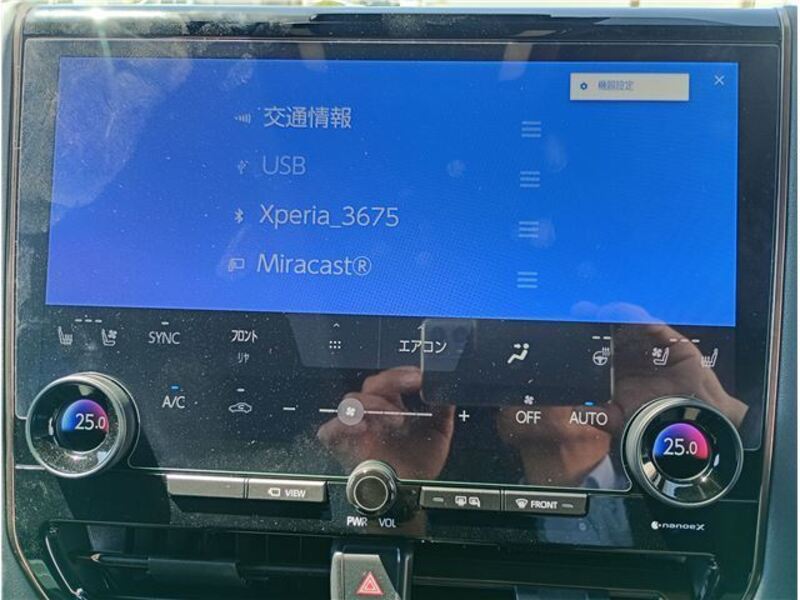 機器設定
交通情報
USB
Xperia_3675
Miracast®
SYNC
フロント
リヤ
エアコン
A/C
OFF
AUTO
25.0
25.0
VIEW
FRONT
PWR VOL
nanoeX